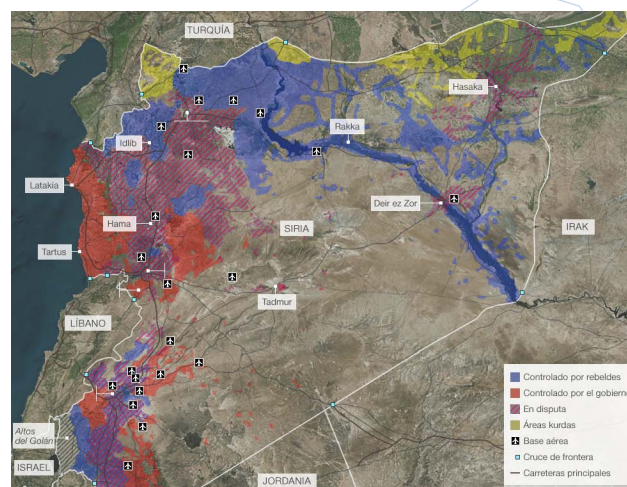 TURQUÍA
Hasaka
Rakka
Idlib
Latakia
Deir ez Zor
Hama
SIRIA
IRAK
Tartus
Tadmur
LÍBANO
Altos
del Golán
ISRAEL
JORDANIA
Controlado por rebeldes
Controlado por el gobierno
En disputa
Áreas kurdas
Base aérea
Cruce de frontera
Carreteras principales